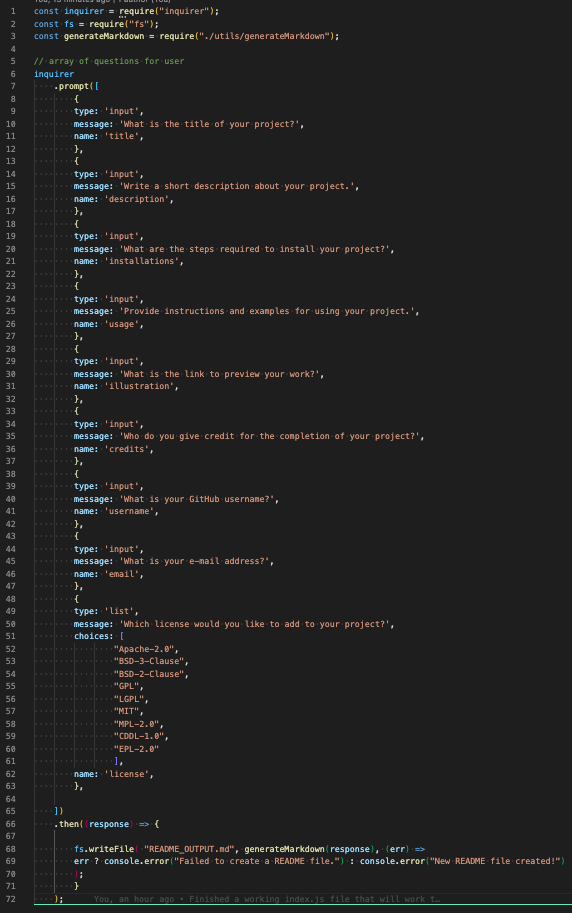 You, 15 minutes ago | 1 author (You)
1 const inquirer = require("inquirer");
2 const fs = require("fs");
3 const generateMarkdown = require("./utils/generateMarkdown");
4
5 // array of questions for user
6 inquirer
7 .prompt([
8 {
9 type: 'input',
10 message: 'What is the title of your project?',
11 name: 'title',
12 },
13 {
14 type: 'input',
15 message: 'Write a short description about your project.',
16 name: 'description',
17 },
18 {
19 type: 'input',
20 message: 'What are the steps required to install your project?',
21 name: 'installations',
22 },
23 {
24 type: 'input',
25 message: 'Provide instructions and examples for using your project.',
26 name: 'usage',
27 },
28 {
29 type: 'input',
30 message: 'What is the link to preview your work?',
31 name: 'illustration',
32 },
33 {
34 type: 'input',
35 message: 'Who do you give credit for the completion of your project?',
36 name: 'credits',
37 },
38 {
39 type: 'input',
40 message: 'What is your GitHub username?',
41 name: 'username',
42 },
43 {
44 type: 'input',
45 message: 'What is your e-mail address?',
46 name: 'email',
47 },
48 {
49 type: 'list',
50 message: 'Which license would you like to add to your project?',
51 choices: [
52 "Apache-2.0",
53 "BSD-3-Clause",
54 "BSD-2-Clause",
55 "GPL",
56 "LGPL",
57 "MIT",
58 "MPL-2.0",
59 "CDDL-1.0",
60 "EPL-2.0"
61 ],
62 name: 'license',
63 },
64
65 ])
66 .then((response) => {
67
68 fs.writeFile( "README_OUTPUT.md", generateMarkdown(response), (err) =>
69 err ? console.error("Failed to create a README file.") : console.error("New README file created!")
70 );
71 }
72 ); You, an hour ago • Finished a working index.js file that will work t…